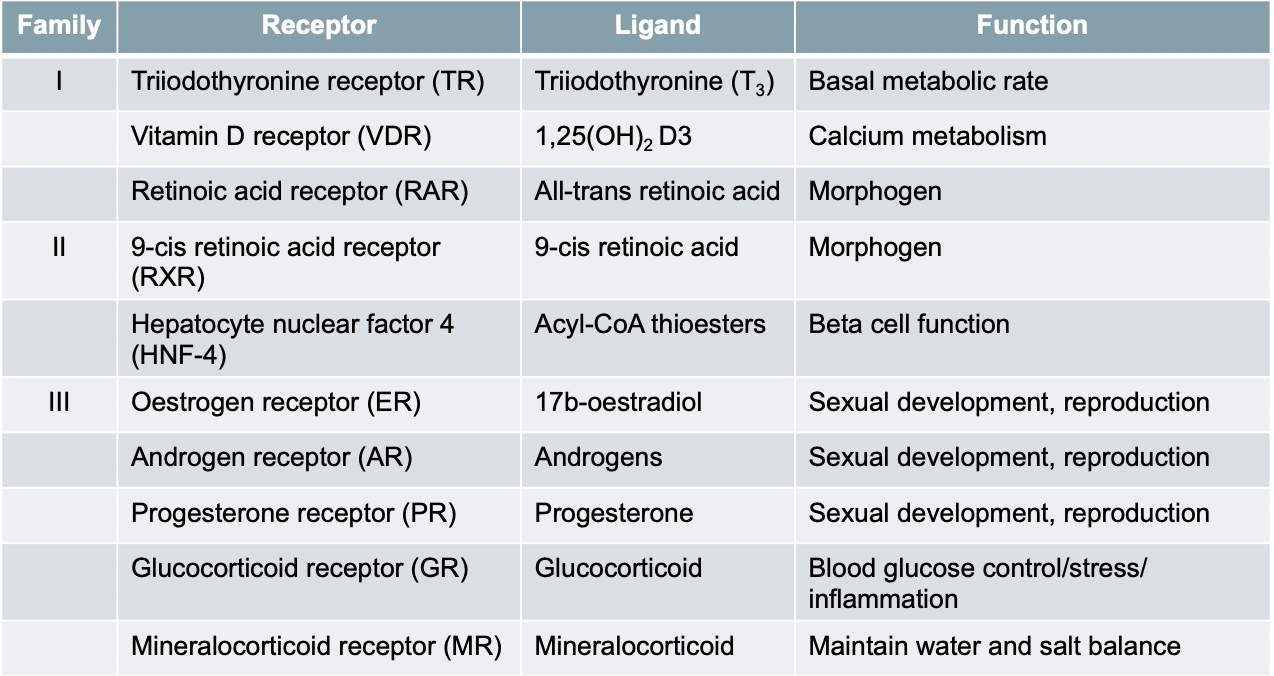 Family Receptor Ligand Function
I Triiodothyronine receptor (TR) Triiodothyronine (T₃) Basal metabolic rate
Vitamin D receptor (VDR) 1,25(OH)₂ D3 Calcium metabolism
Retinoic acid receptor (RAR) All-trans retinoic acid Morphogen
II 9-cis retinoic acid receptor 9-cis retinoic acid Morphogen
(RXR)
Hepatocyte nuclear factor 4 Acyl-CoA thioesters Beta cell function
(HNF-4)
III Oestrogen receptor (ER) 17b-oestradiol Sexual development, reproduction
Androgen receptor (AR) Androgens Sexual development, reproduction
Progesterone receptor (PR) Progesterone Sexual development, reproduction
Glucocorticoid receptor (GR) Glucocorticoid Blood glucose control/stress/
inflammation
Mineralocorticoid receptor (MR) Mineralocorticoid Maintain water and salt balance